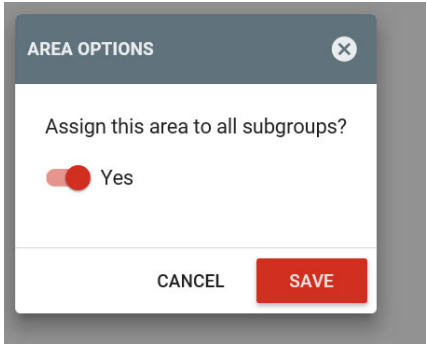 AREA OPTIONS
Assign this area to all subgroups?
Yes
CANCEL SAVE